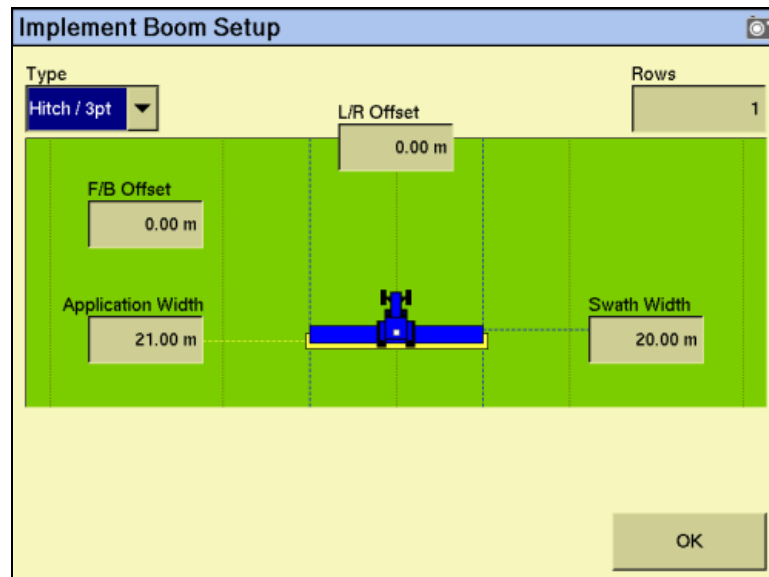 Implement Boom Setup
Type
Rows
Hitch / 3pt
1
L/R Offset
0.00 m
F/B Offset
0.00 m
Application Width
21.00 m
Swath Width
20.00 m
OK